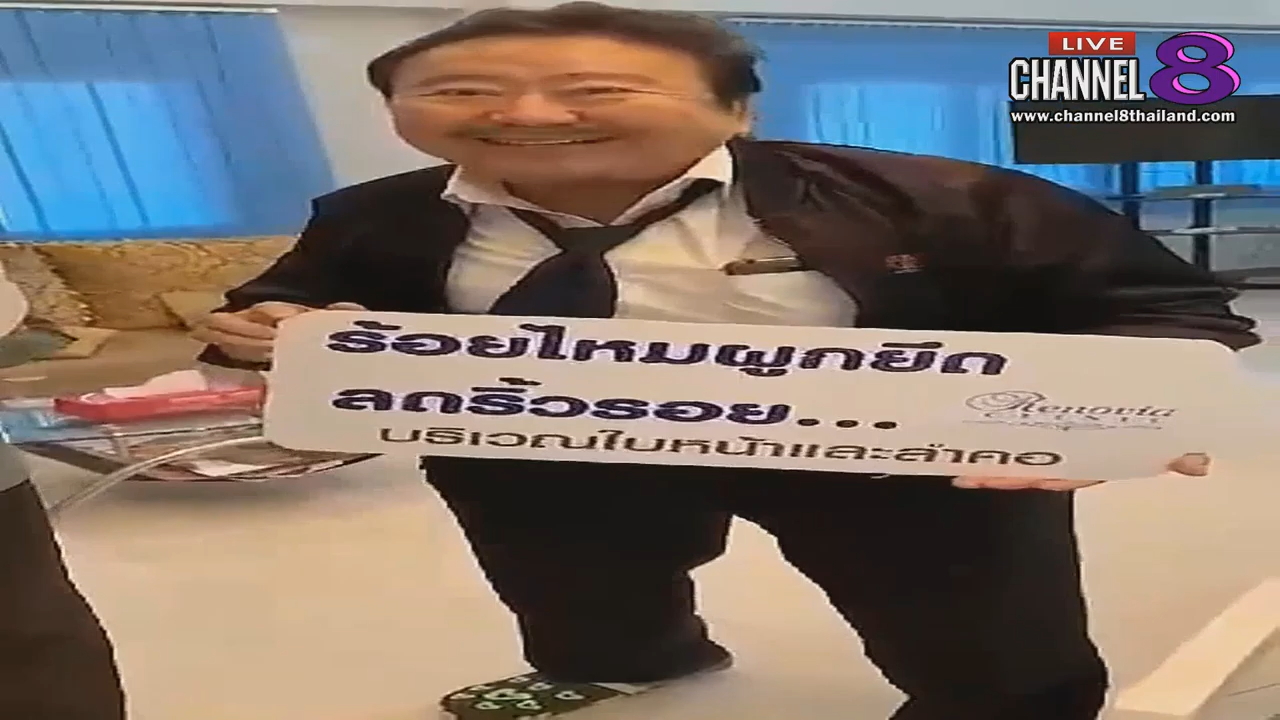 LIVE
CHANNEL 8
www.channel8thailand.com
ร้อยไหมผูกยึด
ลดริ้วรอย...
Renovia
บริเวณใบหน้าและลำคอ